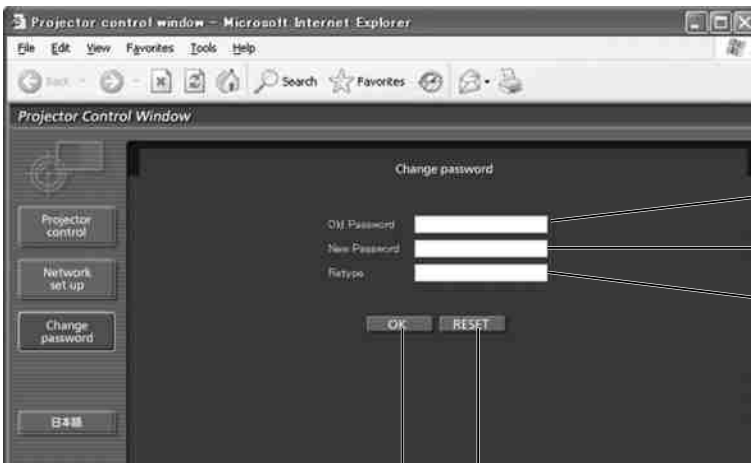 Projector control window - Microsoft Internet Explorer
File Edit View Favorites Tools Help
Back Search Favorites
Projector Control Window
Change password
Projector
control
Old Password
New Password
Retype
Network
set up
Change
password
OK RESET
日本語